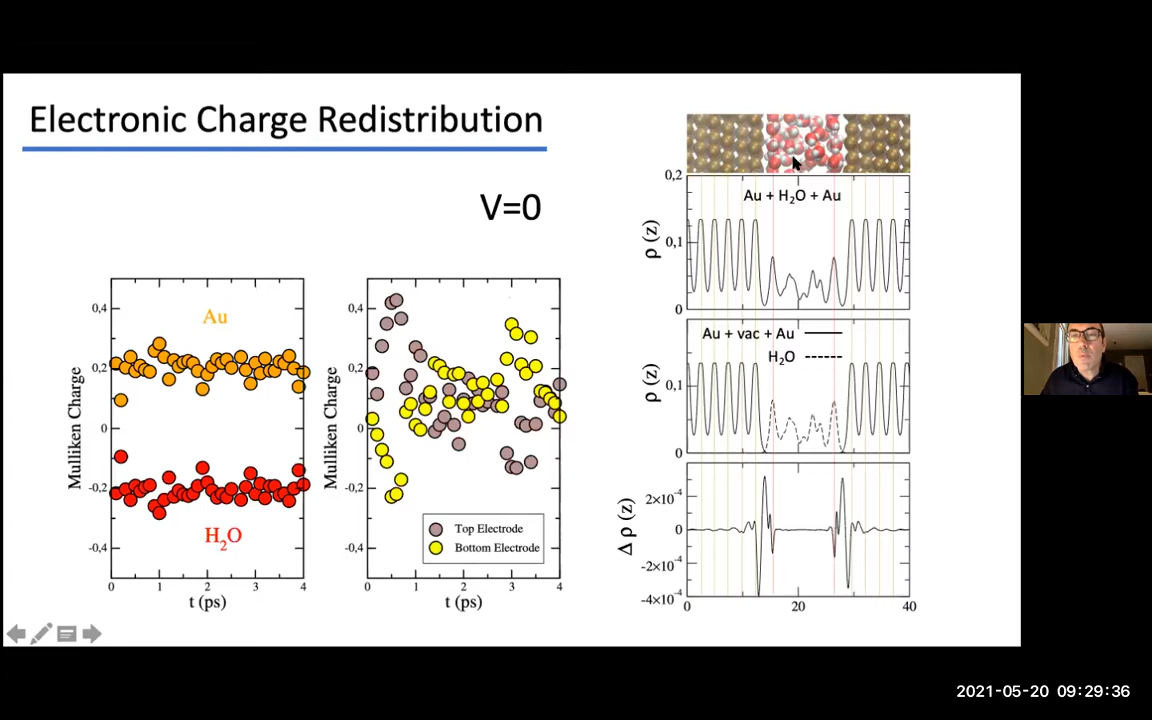 Electronic Charge Redistribution
V=0
0,4
0,2
0
-0,2
-0,4
Mulliken Charge
Au
H₂O
0
1
2
3
4
t (ps)
0,4
0,2
0
-0,2
-0,4
Mulliken Charge
Top Electrode
Bottom Electrode
0
1
2
3
4
t (ps)
0,2
0,1
0
ρ (z)
Au + H₂O + Au
Au + vac + Au
H₂O
0,1
0
ρ (z)
2×10⁻⁴
0
-2×10⁻⁴
-4×10⁻⁴
Δ ρ (z)
0
20
40
2021-05-20 09:29:36